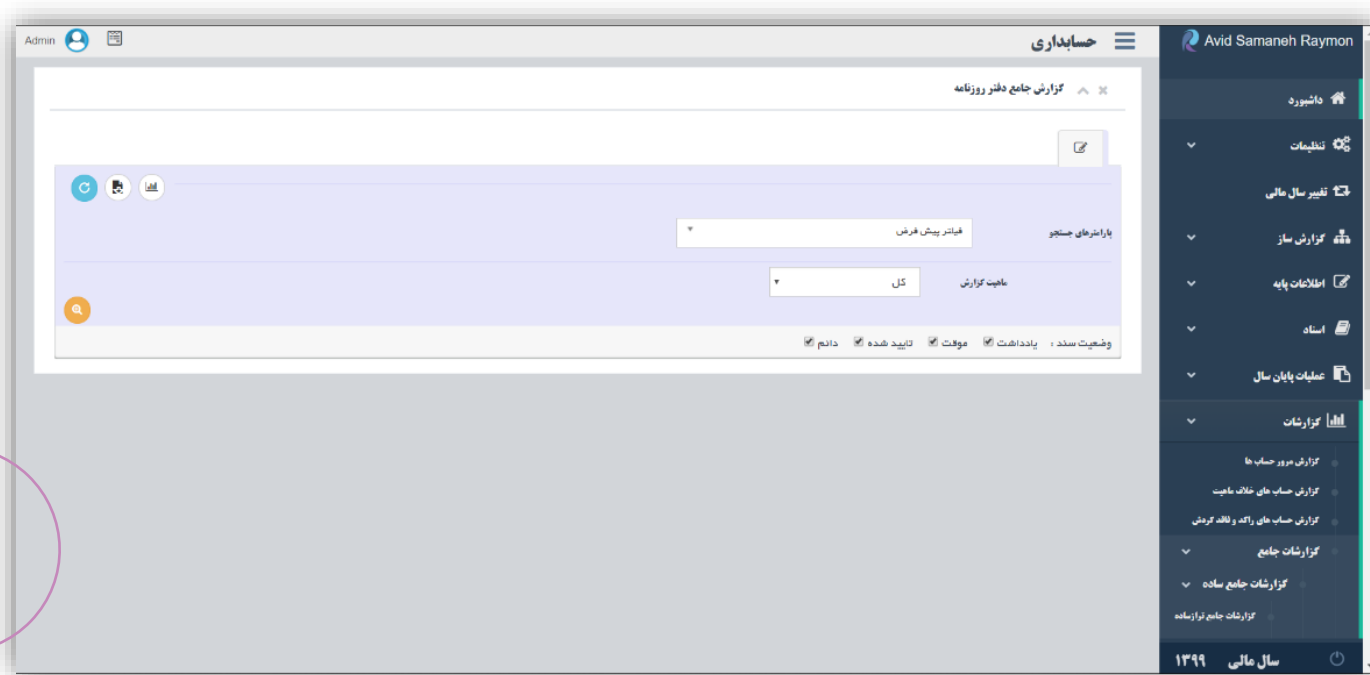 Avid Samaneh Raymon
حسابداری
Admin
داشبورد
تنظیمات
تغییر سال مالی
گزارش ساز
اطلاعات پایه
اسناد
عملیات پایان سال
گزارشات
گزارش مرور حساب ها
گزارش حساب های خلاف ماهیت
گزارش حساب های راکد و فاقد گردش
گزارشات جامع
گزارشات جامع ساده
گزارشات جامع ترازساده
سال مالی ۱۳۹۹
گزارش جامع دفتر روزنامه
پارامترهای جستجو
فیلتر پیش فرض
ماهیت گزارش
کل
وضعیت سند : یادداشت موقت تایید شده دائم